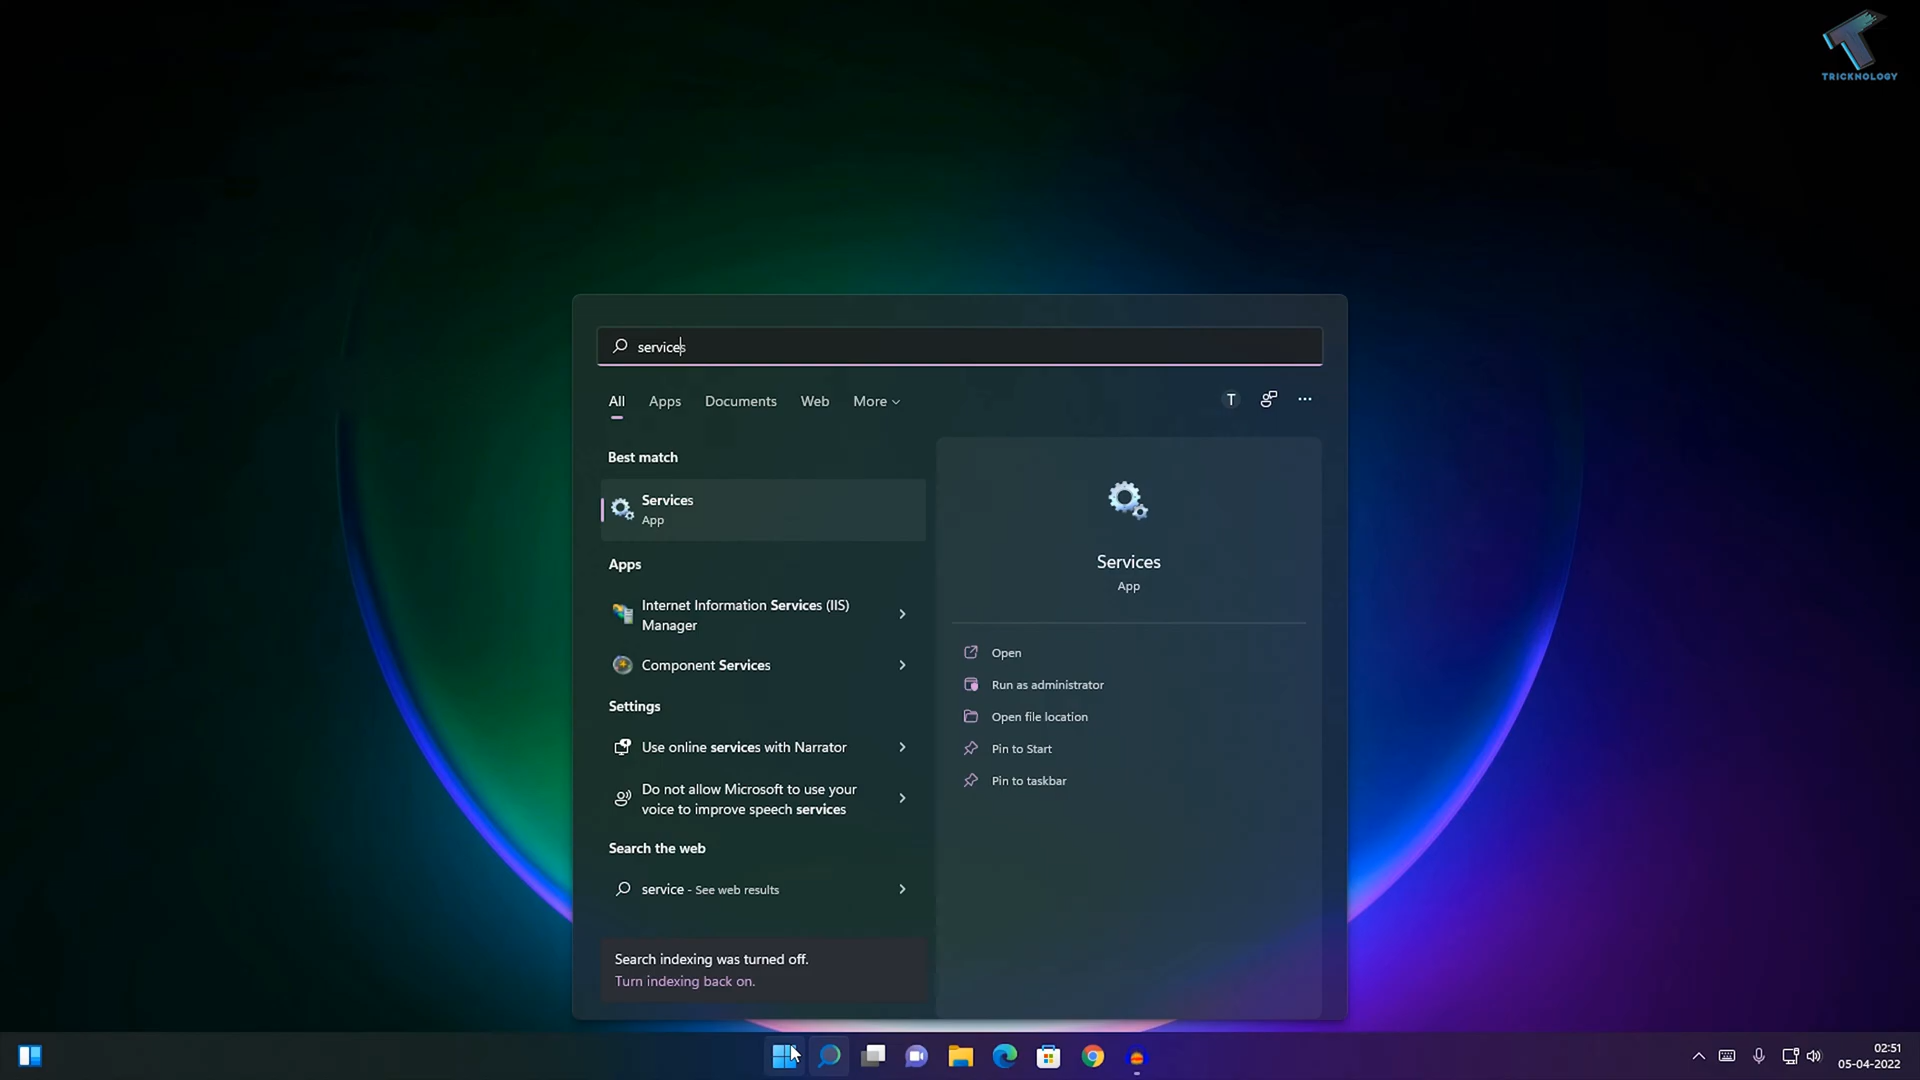 TRICKNOLOGY
services
All Apps Documents Web More
T
Best match
Services
App
Services
App
Apps
Internet Information Services (IIS)
Manager
Component Services
Open
Run as administrator
Open file location
Pin to Start
Pin to taskbar
Settings
Use online services with Narrator
Do not allow Microsoft to use your
voice to improve speech services
Search the web
service - See web results
Search indexing was turned off.
Turn indexing back on.
02:51
05-04-2022